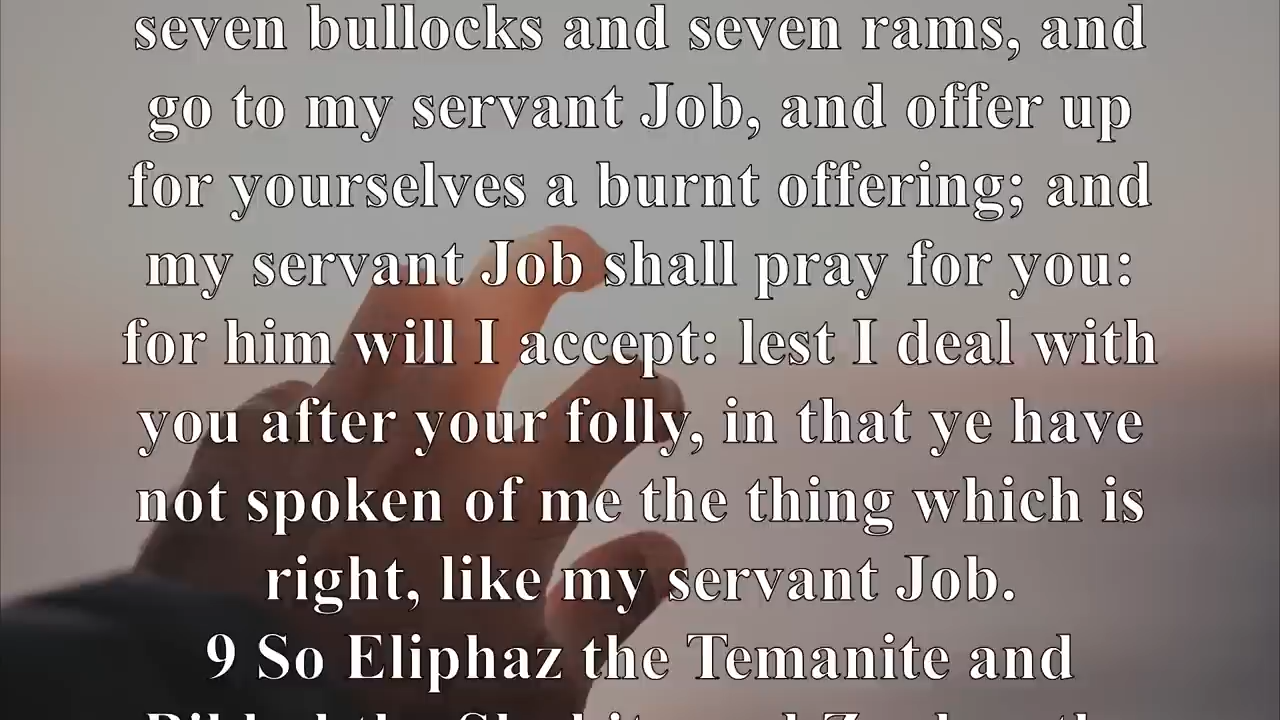 seven bullocks and seven rams, and
go to my servant Job, and offer up
for yourselves a burnt offering; and
my servant Job shall pray for you:
for him will I accept: lest I deal with
you after your folly, in that ye have
not spoken of me the thing which is
right, like my servant Job.
9 So Eliphaz the Temanite and